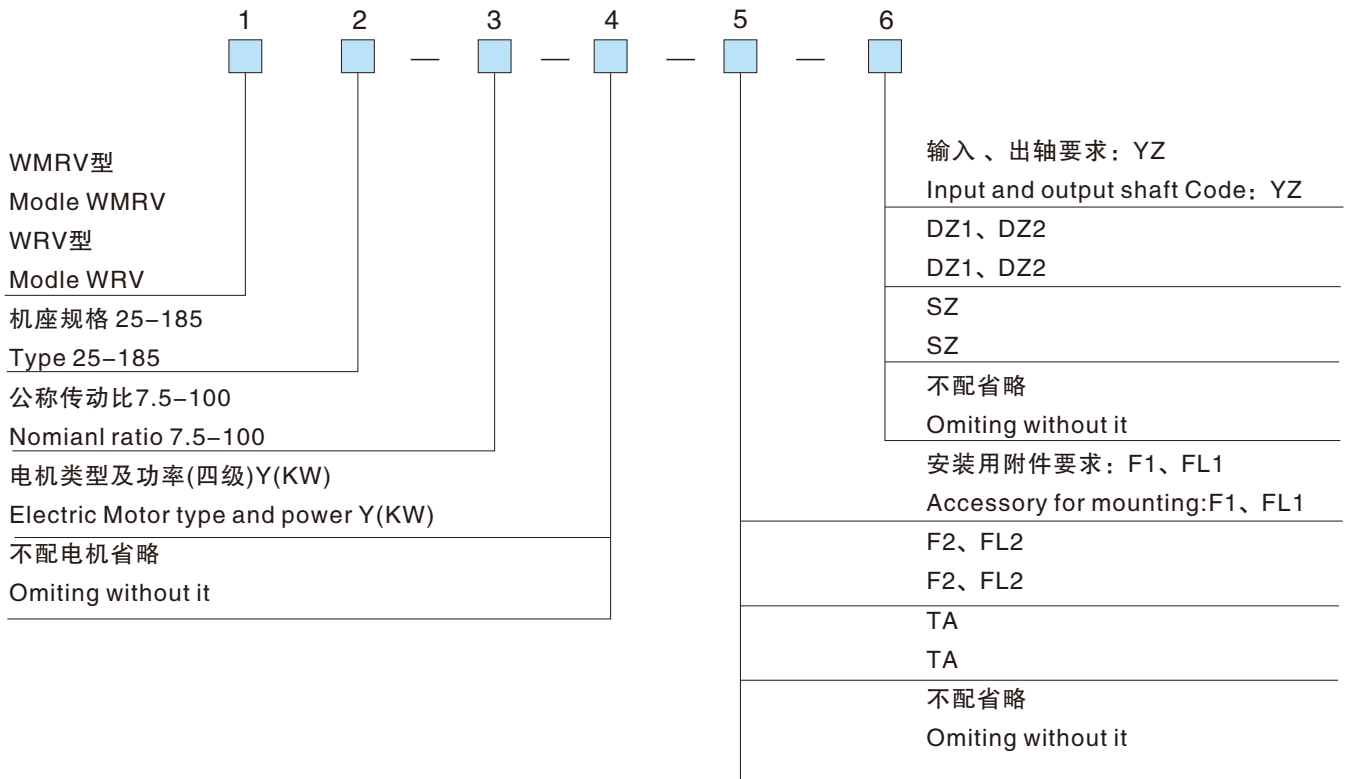 1 2 3 4 5 6
— — — —
WMRV型
Modle WMRV
WRV型
Modle WRV
机座规格 25–185
Type 25–185
公称传动比7.5–100
Nomianl ratio 7.5–100
电机类型及功率(四级)Y(KW)
Electric Motor type and power Y(KW)
不配电机省略
Omiting without it
输入 、出轴要求：YZ
Input and output shaft Code：YZ
DZ1、DZ2
DZ1、DZ2
SZ
SZ
不配省略
Omiting without it
安装用附件要求：F1、FL1
Accessory for mounting:F1、FL1
F2、FL2
F2、FL2
TA
TA
不配省略
Omiting without it